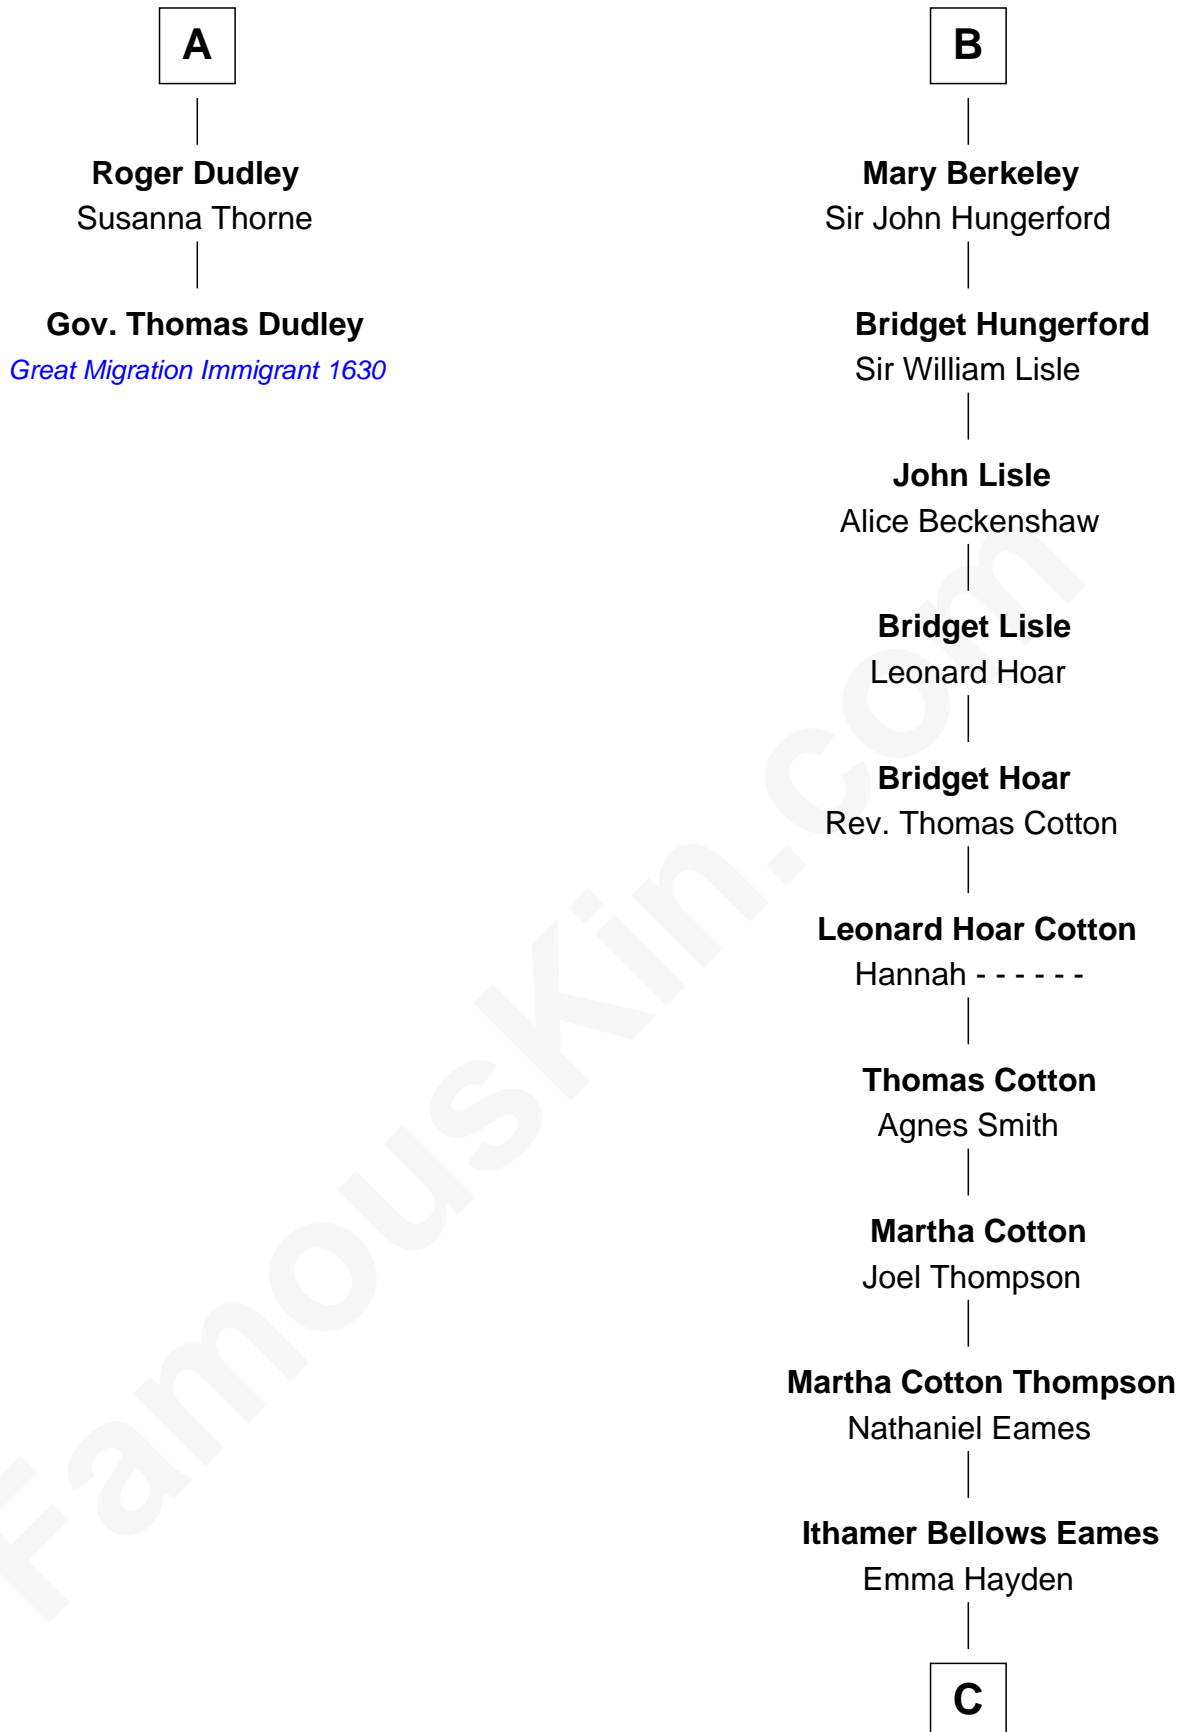 A
Roger Dudley
Susanna Thorne
Gov. Thomas Dudley
Great Migration Immigrant 1630
B
Mary Berkeley
Sir John Hungerford
Bridget Hungerford
Sir William Lisle
John Lisle
Alice Beckenshaw
Bridget Lisle
Leonard Hoar
Bridget Hoar
Rev. Thomas Cotton
Leonard Hoar Cotton
Hannah - - - - - -
Thomas Cotton
Agnes Smith
Martha Cotton
Joel Thompson
Martha Cotton Thompson
Nathaniel Eames
Ithamer Bellows Eames
Emma Hayden
C
FamousKin.com